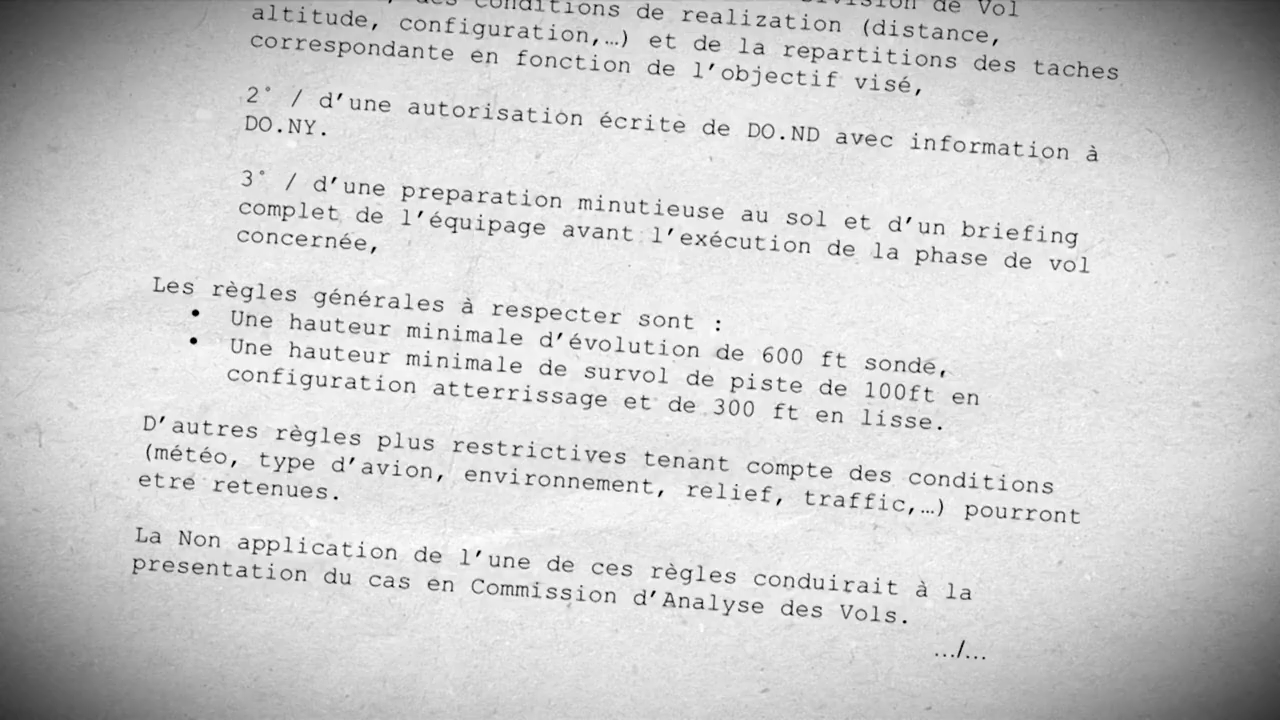 conditions de realization (distance,
altitude, configuration,…) et de la repartitions des taches
correspondante en fonction de l'objectif visé,
2° / d'une autorisation écrite de DO.ND avec information à
DO.NY.
3° / d'une preparation minutieuse au sol et d'un briefing
complet de l'équipage avant l'exécution de la phase de vol
concernée,
Les règles générales à respecter sont :
• Une hauteur minimale d'évolution de 600 ft sonde,
• Une hauteur minimale de survol de piste de 100ft en
configuration atterrissage et de 300 ft en lisse.
D'autres règles plus restrictives tenant compte des conditions
(météo, type d'avion, environnement, relief, traffic,…) pourront
etre retenues.
La Non application de l'une de ces règles conduirait à la
presentation du cas en Commission d'Analyse des Vols.
…/…